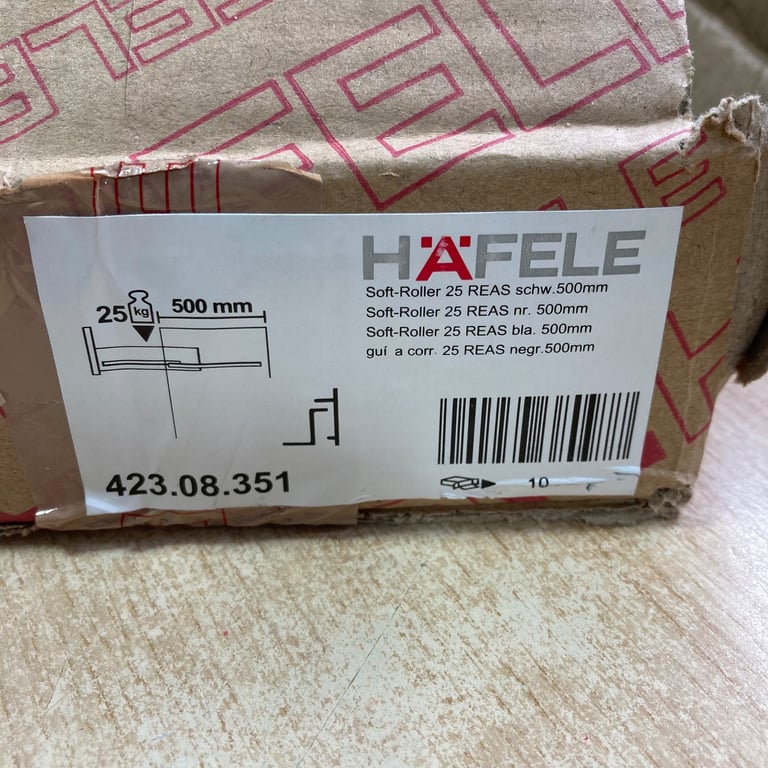 HÄFELE
Soft-Roller 25 REAS schw.500mm
Soft-Roller 25 REAS nr. 500mm
Soft-Roller 25 REAS bla. 500mm
guí a corr. 25 REAS negr.500mm
25 kg 500 mm
423.08.351
10